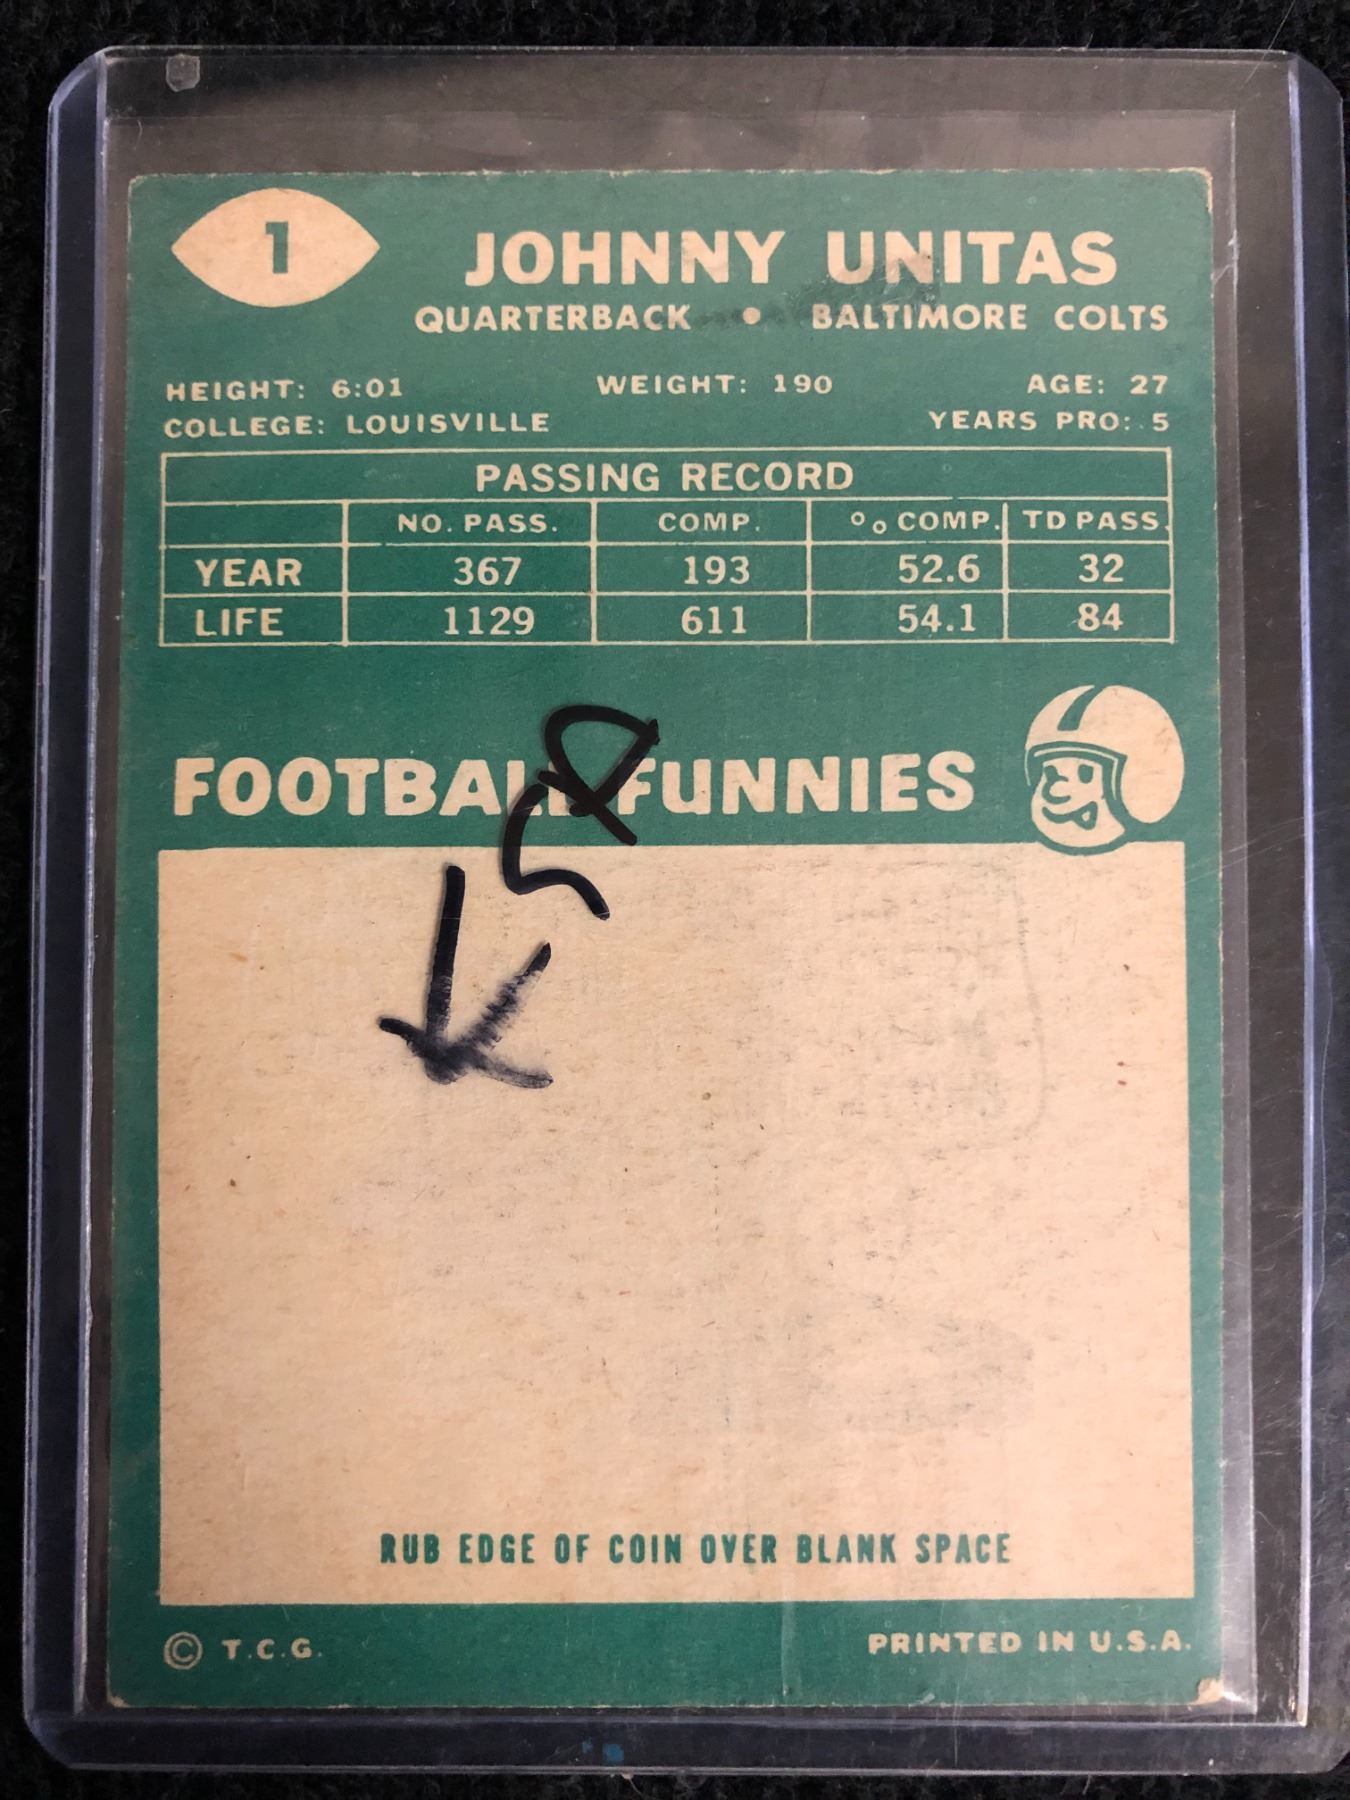 1
JOHNNY UNITAS
QUARTERBACK • BALTIMORE COLTS
HEIGHT: 6:01 WEIGHT: 190 AGE: 27
COLLEGE: LOUISVILLE YEARS PRO: 5
PASSING RECORD
NO. PASS. COMP. % COMP. TD PASS.
YEAR 367 193 52.6 32
LIFE 1129 611 54.1 84
FOOTBALL FUNNIES
RUB EDGE OF COIN OVER BLANK SPACE
© T.C.G. PRINTED IN U.S.A.